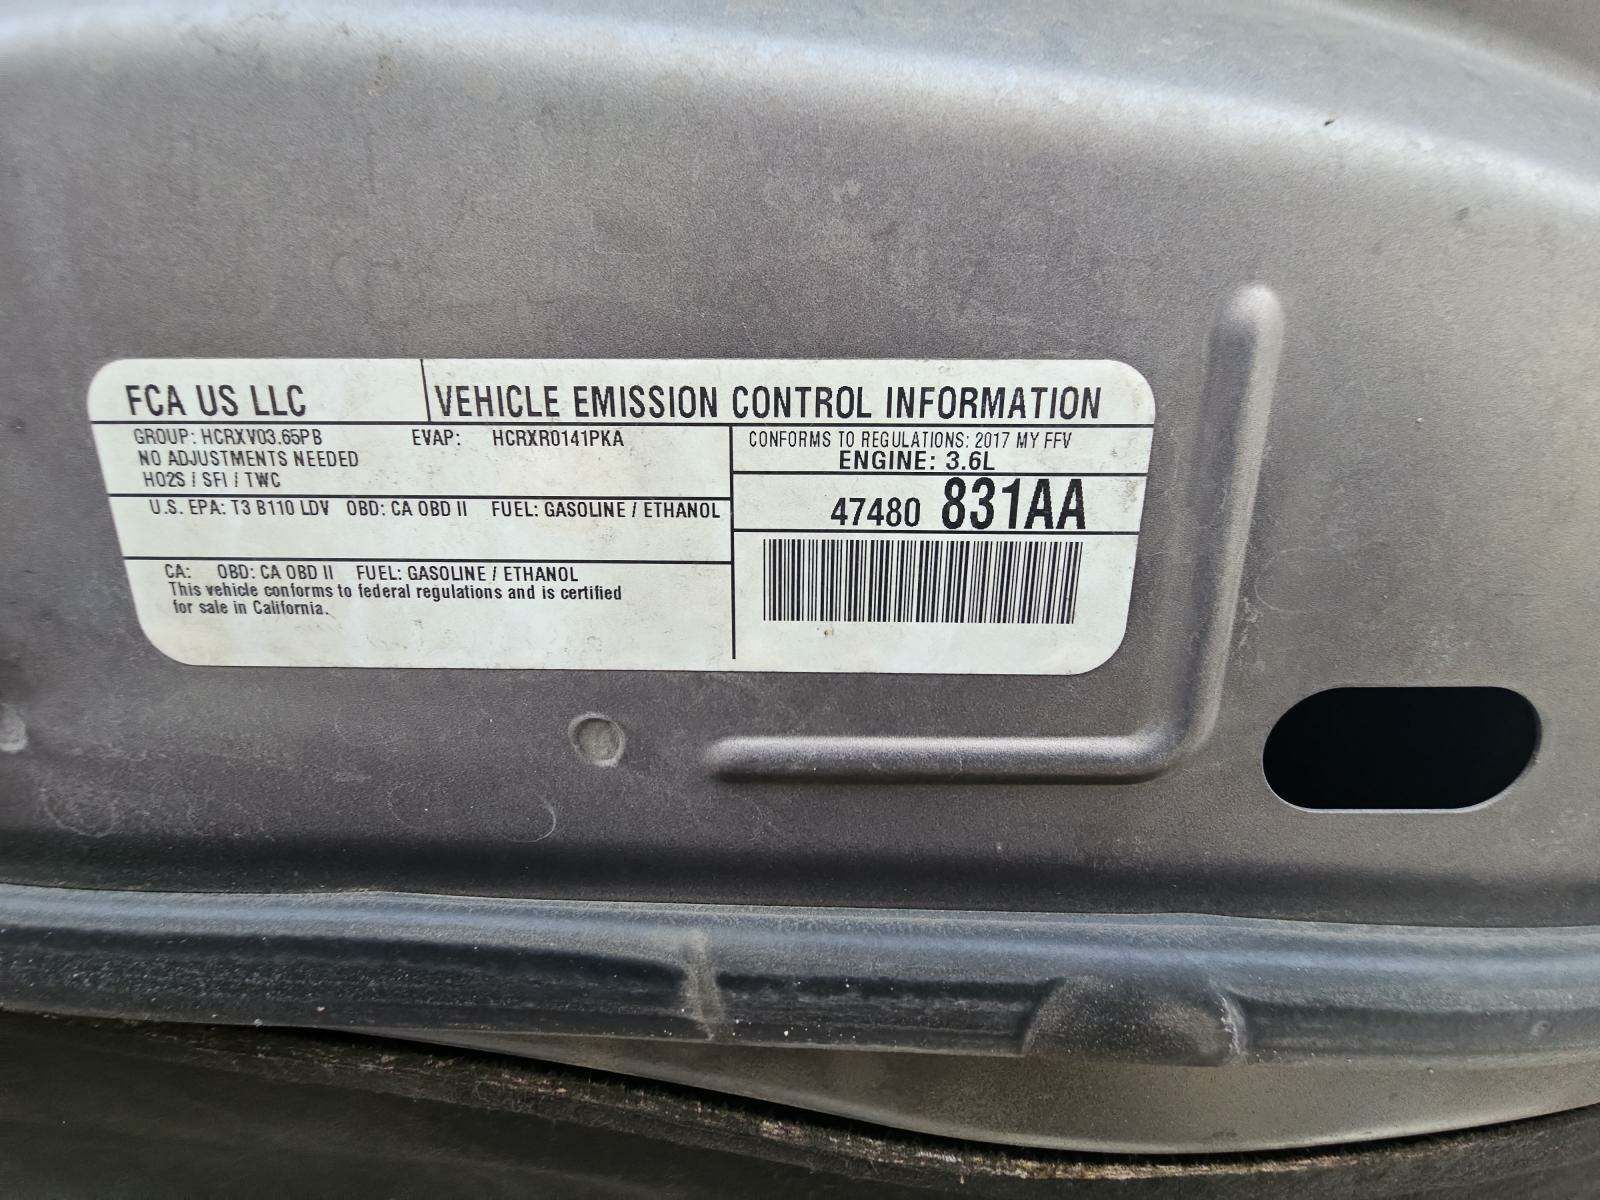 FCA US LLC VEHICLE EMISSION CONTROL INFORMATION
GROUP: HCRXV03.65PB EVAP: HCRXR0141PKA
NO ADJUSTMENTS NEEDED
HO2S / SFI / TWC
CONFORMS TO REGULATIONS: 2017 MY FFV
ENGINE: 3.6L
U.S. EPA: T3 B110 LDV OBD: CA OBD II FUEL: GASOLINE / ETHANOL
47480 831AA
CA: OBD: CA OBD II FUEL: GASOLINE / ETHANOL
This vehicle conforms to federal regulations and is certified
for sale in California.